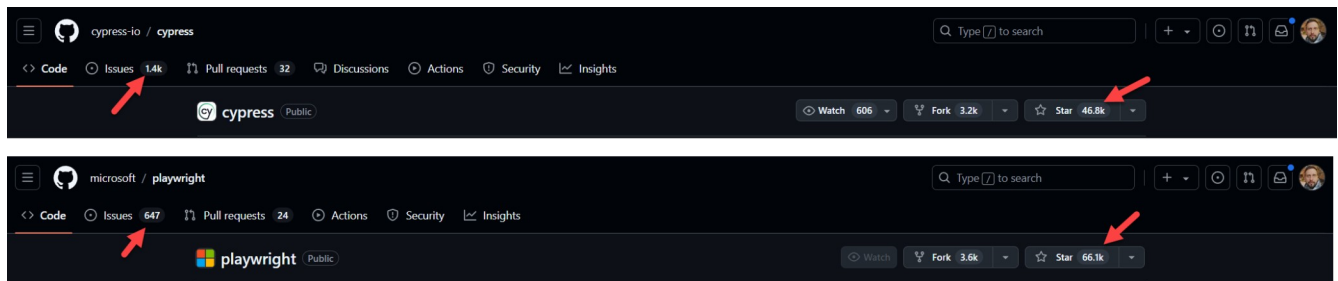 cypress-io / cypress Type / to search
Code Issues 1.4k Pull requests 32 Discussions Actions Security Insights
cy cypress Public Watch 606 Fork 3.2k Star 46.8k
microsoft / playwright Type / to search
Code Issues 647 Pull requests 24 Actions Security Insights
playwright Public Watch Fork 3.6k Star 66.1k